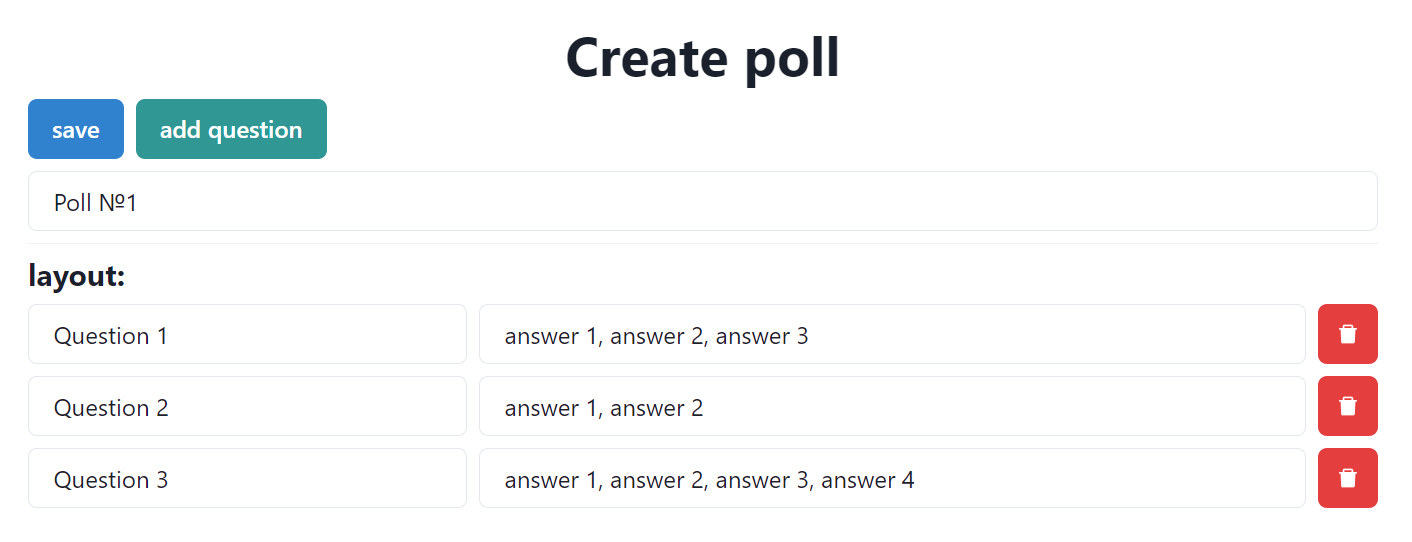 Create poll
save add question
Poll №1
layout:
Question 1 answer 1, answer 2, answer 3
Question 2 answer 1, answer 2
Question 3 answer 1, answer 2, answer 3, answer 4